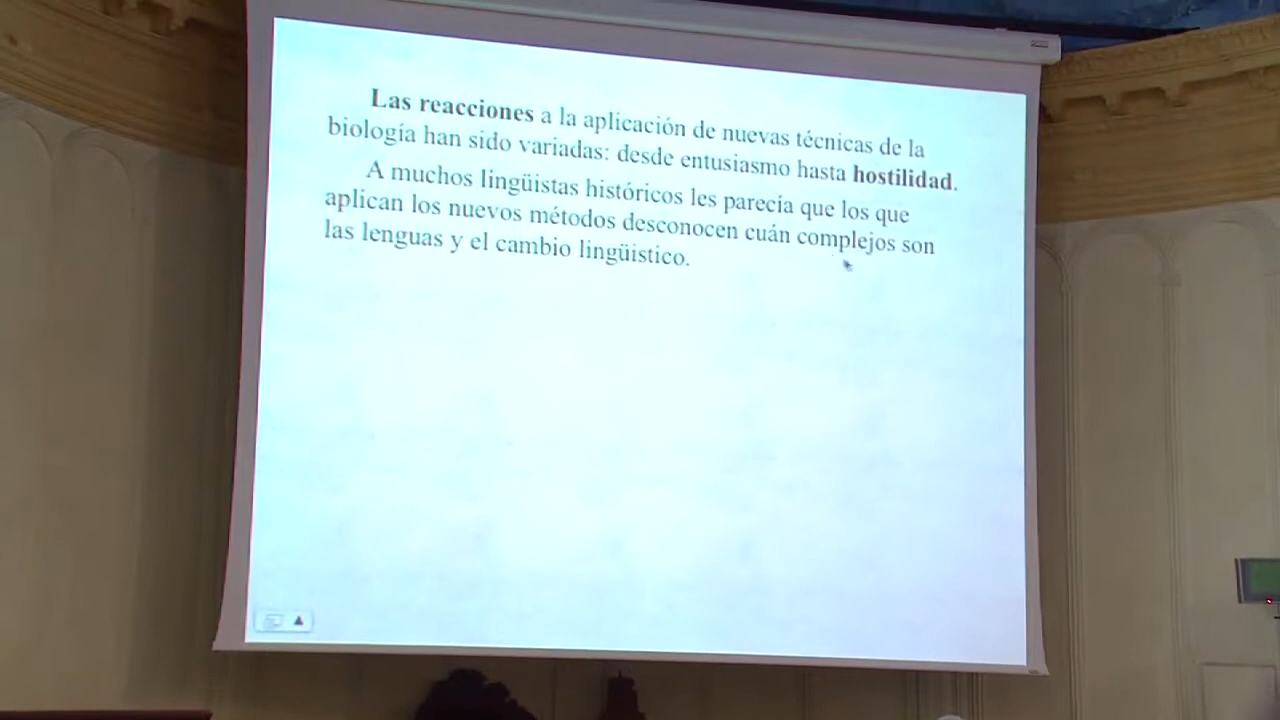 Las reacciones a la aplicación de nuevas técnicas de la
biología han sido variadas: desde entusiasmo hasta hostilidad.
A muchos lingüistas históricos les parecía que los que
aplican los nuevos métodos desconocen cuán complejos son
las lenguas y el cambio lingüístico.